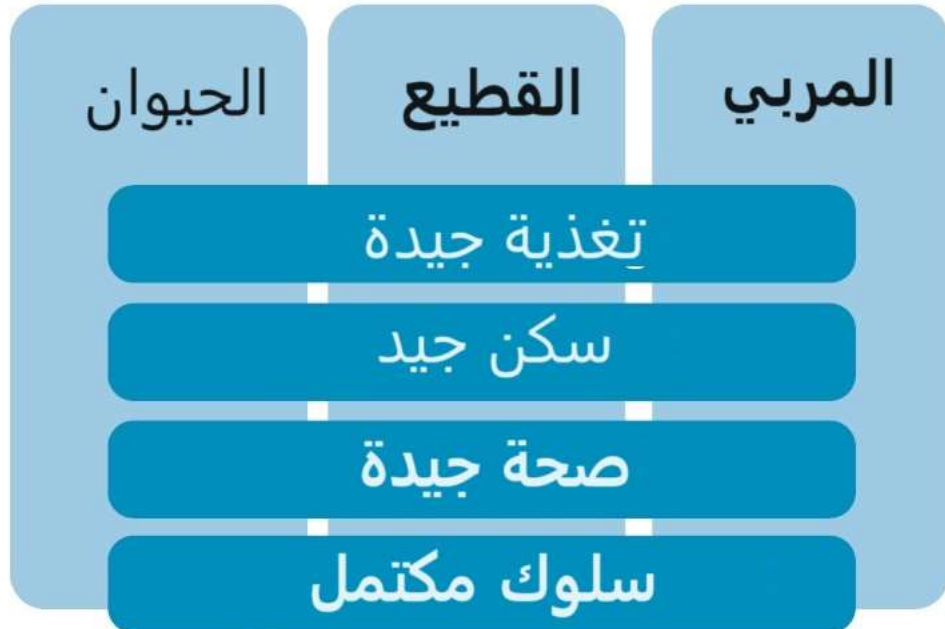 المربي
القطيع
الحيوان
تغذية جيدة
سكن جيد
صحة جيدة
سلوك مكتمل